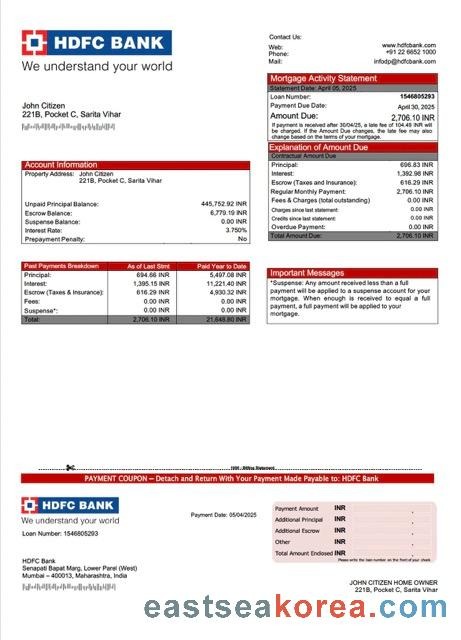 HDFC BANK
We understand your world
Contact Us:
Web: www.hdfcbank.com
Phone: +91 22 6652 1000
Mail: infodp@hdfcbank.com
Mortgage Activity Statement
Statement Date: April 05, 2025
Loan Number: 1546805293
Payment Due Date: April 30, 2025
Amount Due: 2,706.10 INR
If payment is received after 30/04/25, a late fee of 104.48 INR will
be charged. If the Amount Due changes, the late fee may also
change based on the terms of your mortgage.
John Citizen
221B, Pocket C, Sarita Vihar
Explanation of Amount Due
Contractual Amount Due
Principal: 696.83 INR
Interest: 1,392.98 INR
Escrow (Taxes and Insurance): 616.29 INR
Regular Monthly Payment: 2,706.10 INR
Fees & Charges (total outstanding) 0.00 INR
Charges since last statement: 0.00 INR
Credits since last statement: 0.00 INR
Overdue Payment: 0.00 INR
Total Amount Due: 2,706.10 INR
Account Information
Property Address: John Citizen
221B, Pocket C, Sarita Vihar
Unpaid Principal Balance: 445,752.92 INR
Escrow Balance: 6,779.19 INR
Suspense Balance: 0.00 INR
Interest Rate: 3.750%
Prepayment Penalty: No
Past Payments Breakdown As of Last Stmt Paid Year to Date
Principal: 694.66 INR 5,497.08 INR
Interest: 1,395.15 INR 11,221.40 INR
Escrow (Taxes & Insurance): 616.29 INR 4,930.32 INR
Fees: 0.00 INR 0.00 INR
Suspense*: 0.00 INR 0.00 INR
Total: 2,706.10 INR 21,648.80 INR
Important Messages
*Suspense: Any amount received less than a full
payment will be applied to a suspense account for your
mortgage. When enough is received to equal a full
payment, a full payment will be applied to your
mortgage.
PAYMENT COUPON – Detach and Return With Your Payment Made Payable to: HDFC Bank
HDFC BANK
We understand your world
Loan Number: 1546805293
Payment Date: 05/04/2025
Payment Amount INR
Additional Principal INR
Additional Escrow INR
Other INR
Total Amount Enclosed INR
Please write the loan number on the front of your check
HDFC Bank
Senapati Bapat Marg, Lower Parel (West)
Mumbai – 400013, Maharashtra, India
JOHN CITIZEN HOME OWNER
221B, Pocket C, Sarita Vihar
eastseakorea.com